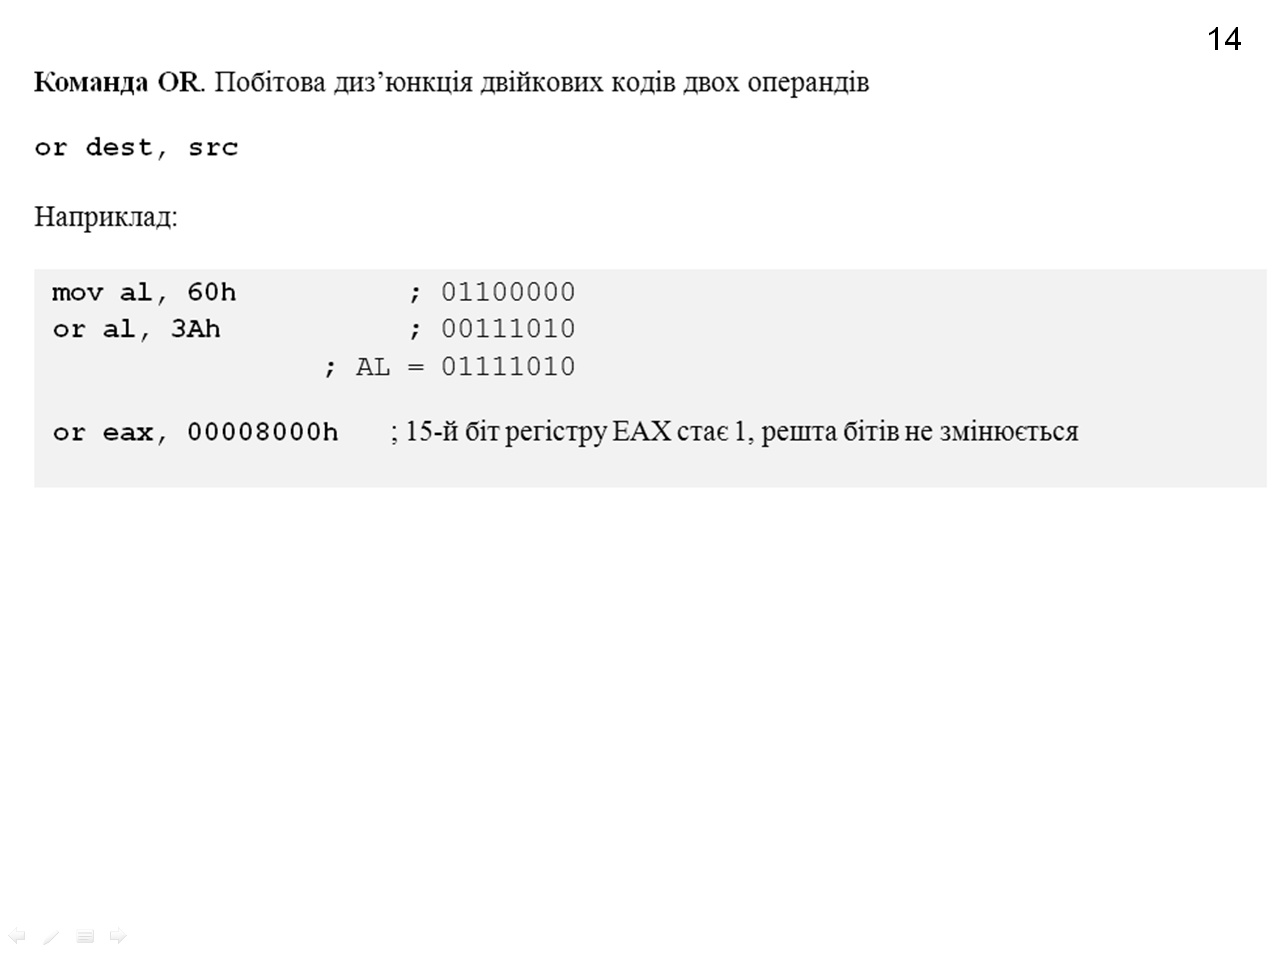 14
Команда OR. Побітова диз’юнкція двійкових кодів двох операндів
or dest, src
Наприклад:
mov al, 60h ; 01100000
or al, 3Ah ; 00111010
; AL = 01111010
or eax, 00008000h ; 15-й біт регістру EAX стає 1, решта бітів не змінюється